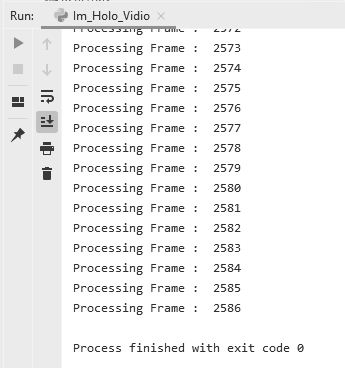 Run: Im_Holo_Vidio ×
Processing Frame :  2572
Processing Frame :  2573
Processing Frame :  2574
Processing Frame :  2575
Processing Frame :  2576
Processing Frame :  2577
Processing Frame :  2578
Processing Frame :  2579
Processing Frame :  2580
Processing Frame :  2581
Processing Frame :  2582
Processing Frame :  2583
Processing Frame :  2584
Processing Frame :  2585
Processing Frame :  2586
Process finished with exit code 0